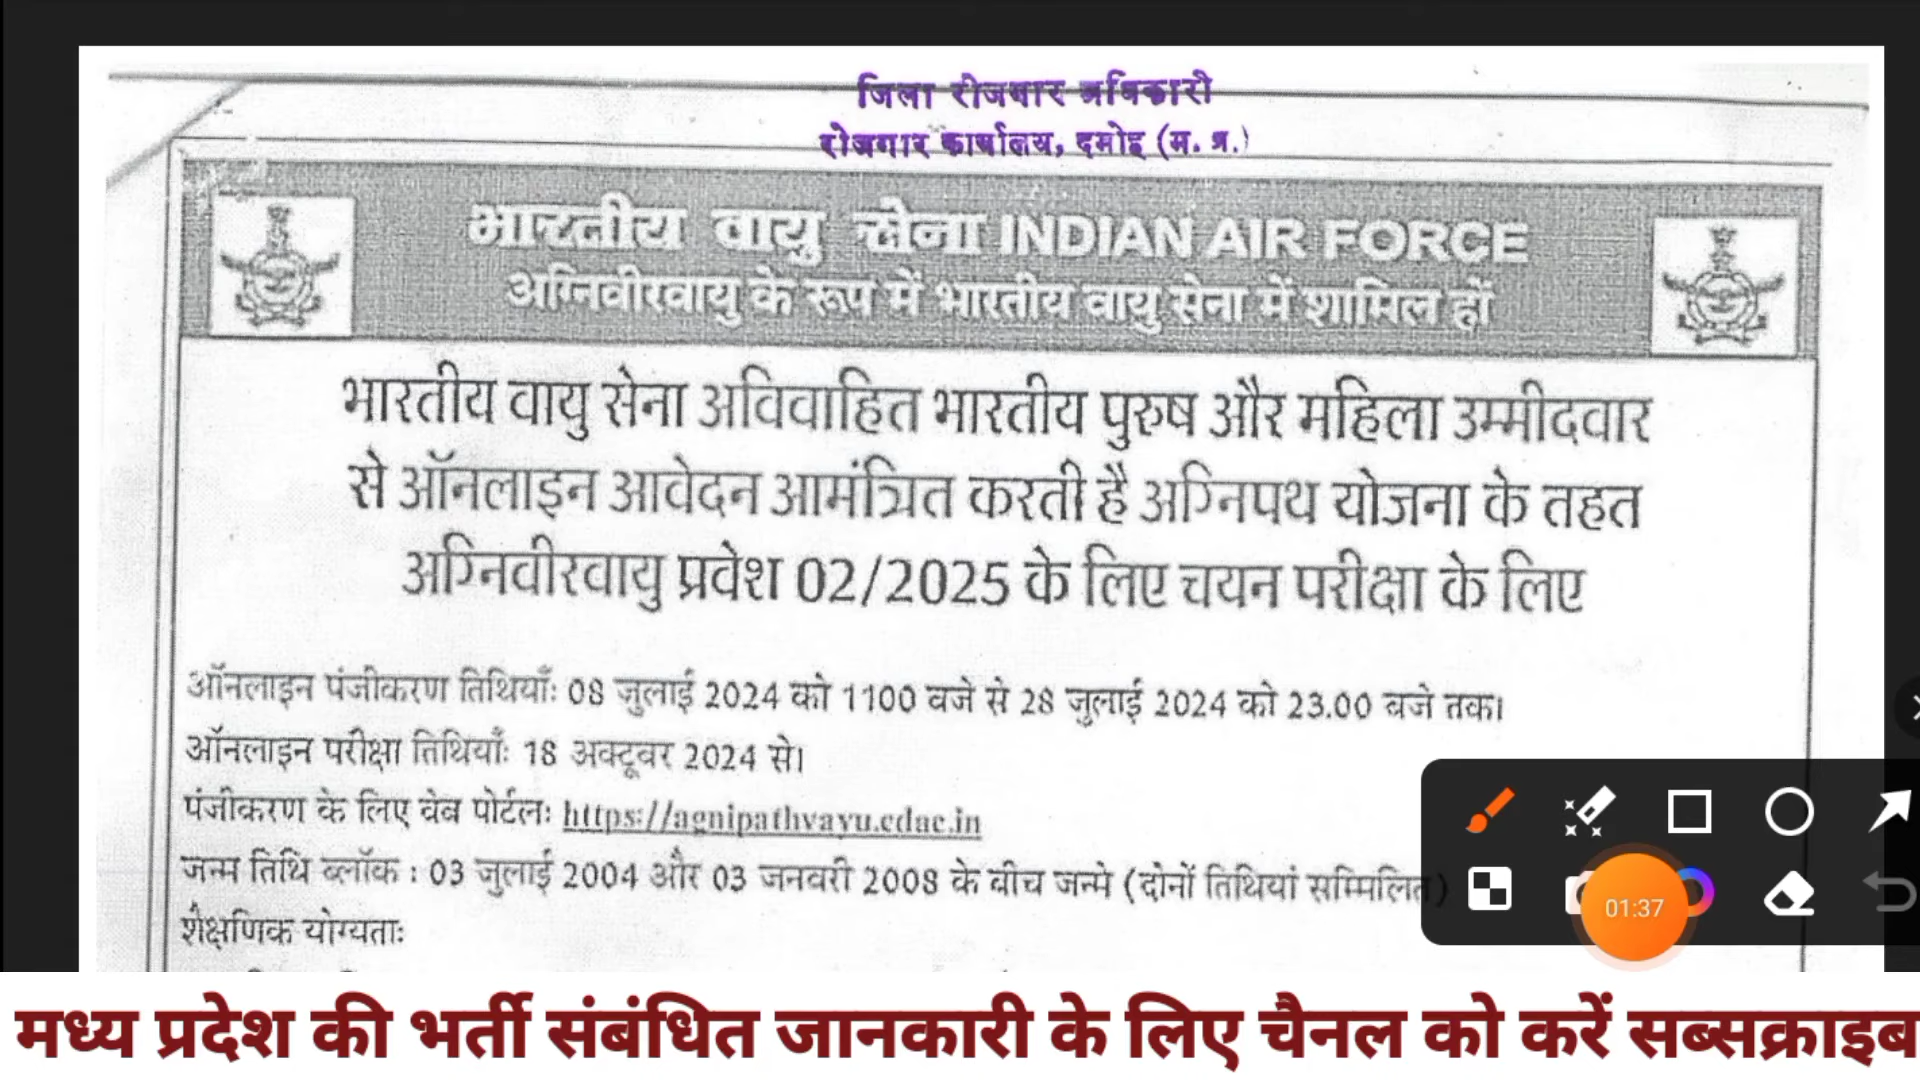 जिला रोजगार अधिकारी
रोजगार कार्यालय, दमोह (म. प्र.)
भारतीय वायु सेना INDIAN AIR FORCE
अग्निवीरवायु के रूप में भारतीय वायु सेना में शामिल हों
भारतीय वायु सेना अविवाहित भारतीय पुरुष और महिला उम्मीदवार
से ऑनलाइन आवेदन आमंत्रित करती है अग्निपथ योजना के तहत
अग्निवीरवायु प्रवेश 02/2025 के लिए चयन परीक्षा के लिए
ऑनलाइन पंजीकरण तिथियाँः 08 जुलाई 2024 को 1100 बजे से 28 जुलाई 2024 को 23.00 बजे तक।
ऑनलाइन परीक्षा तिथियाँः 18 अक्टूबर 2024 से।
पंजीकरण के लिए वेब पोर्टलः https://agnipathvayu.cdac.in
जन्म तिथि ब्लॉक : 03 जुलाई 2004 और 03 जनवरी 2008 के बीच जन्मे (दोनों तिथियां सम्मिलित)
शैक्षणिक योग्यताः
01:37
मध्य प्रदेश की भर्ती संबंधित जानकारी के लिए चैनल को करें सब्सक्राइब